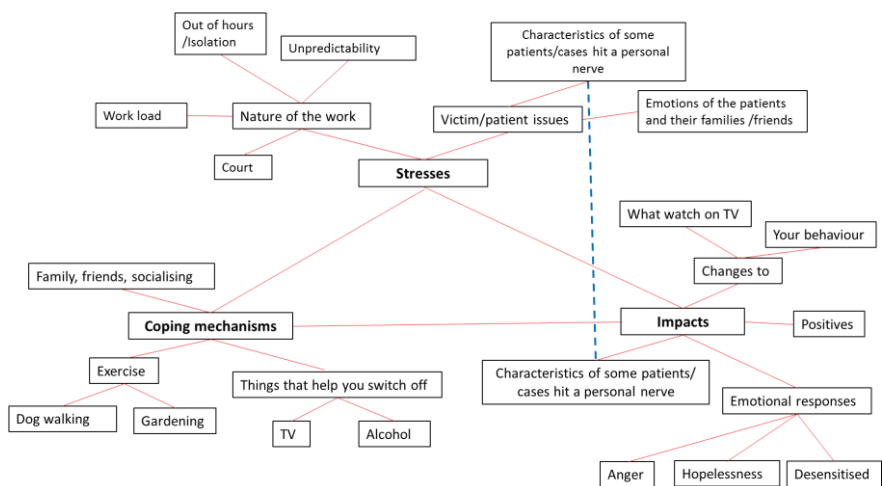 Out of hours
/Isolation
Unpredictability
Characteristics of some
patients/cases hit a personal
nerve
Work load
Nature of the work
Victim/patient issues
Emotions of the patients
and their families /friends
Court
Stresses
What watch on TV
Your behaviour
Changes to
Family, friends, socialising
Coping mechanisms
Impacts
Positives
Exercise
Things that help you switch off
Characteristics of some patients/
cases hit a personal nerve
Emotional responses
Dog walking
Gardening
TV
Alcohol
Anger
Hopelessness
Desensitised